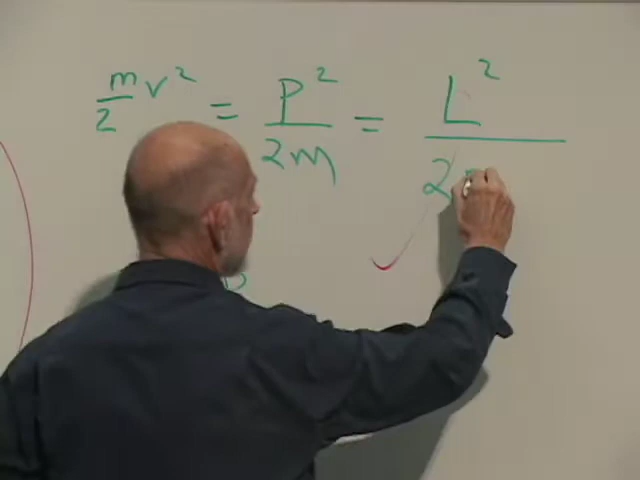 m/2 v² = P²/2m = L²/2